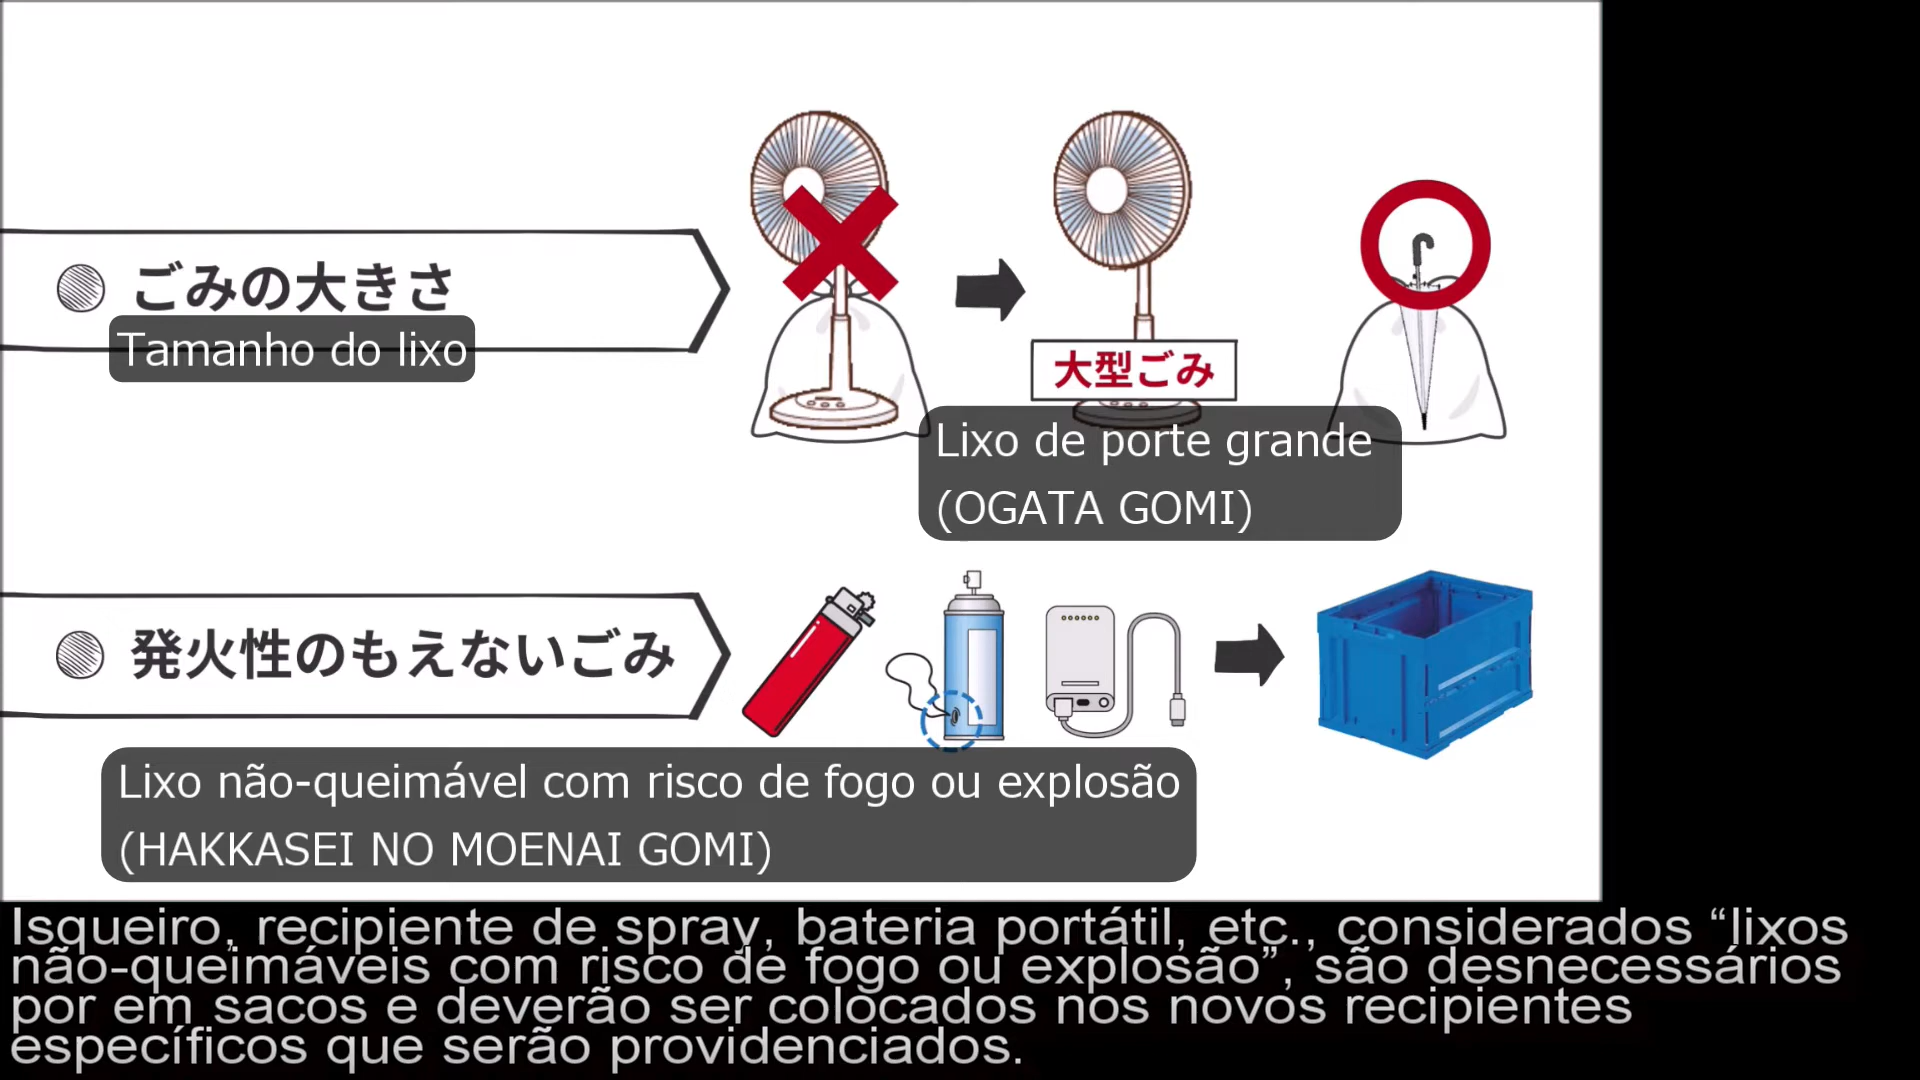 ごみの大きさ
Tamanho do lixo
大型ごみ
Lixo de porte grande
(OGATA GOMI)
発火性のもえないごみ
Lixo não-queimável com risco de fogo ou explosão
(HAKKASEI NO MOENAI GOMI)
Isqueiro, recipiente de spray, bateria portátil, etc., considerados “lixos
não-queimáveis com risco de fogo ou explosão”, são desnecessários
por em sacos e deverão ser colocados nos novos recipientes
específicos que serão providenciados.